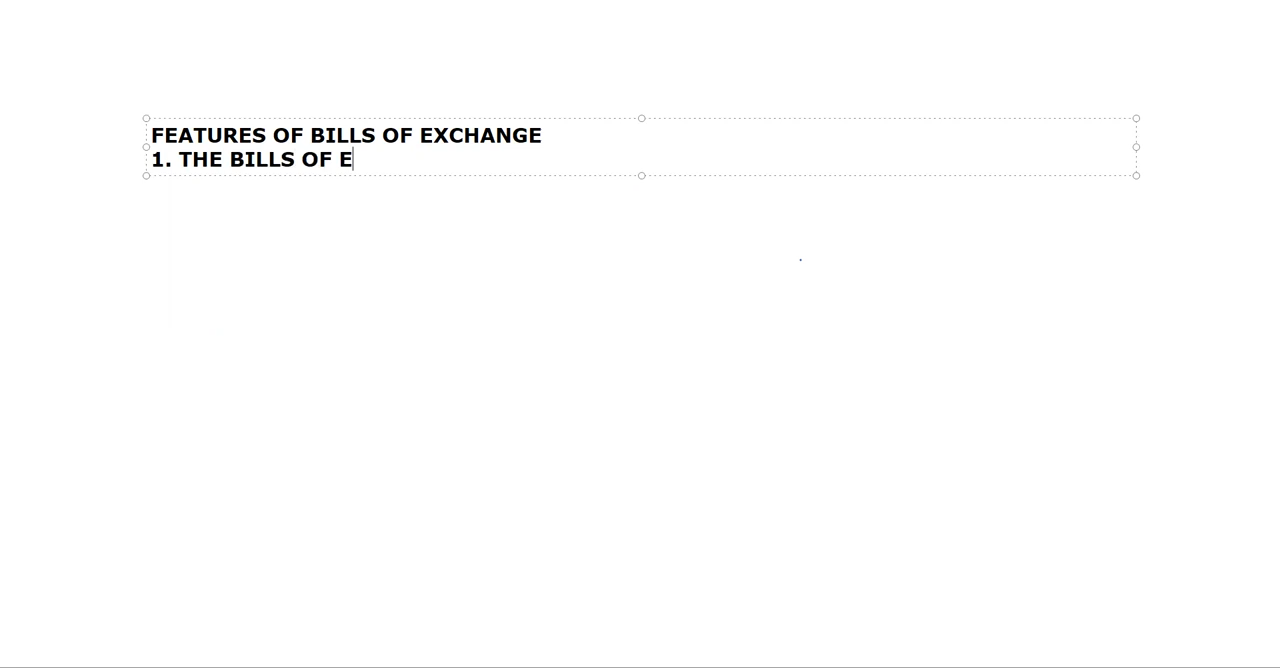 FEATURES OF BILLS OF EXCHANGE
1. THE BILLS OF E